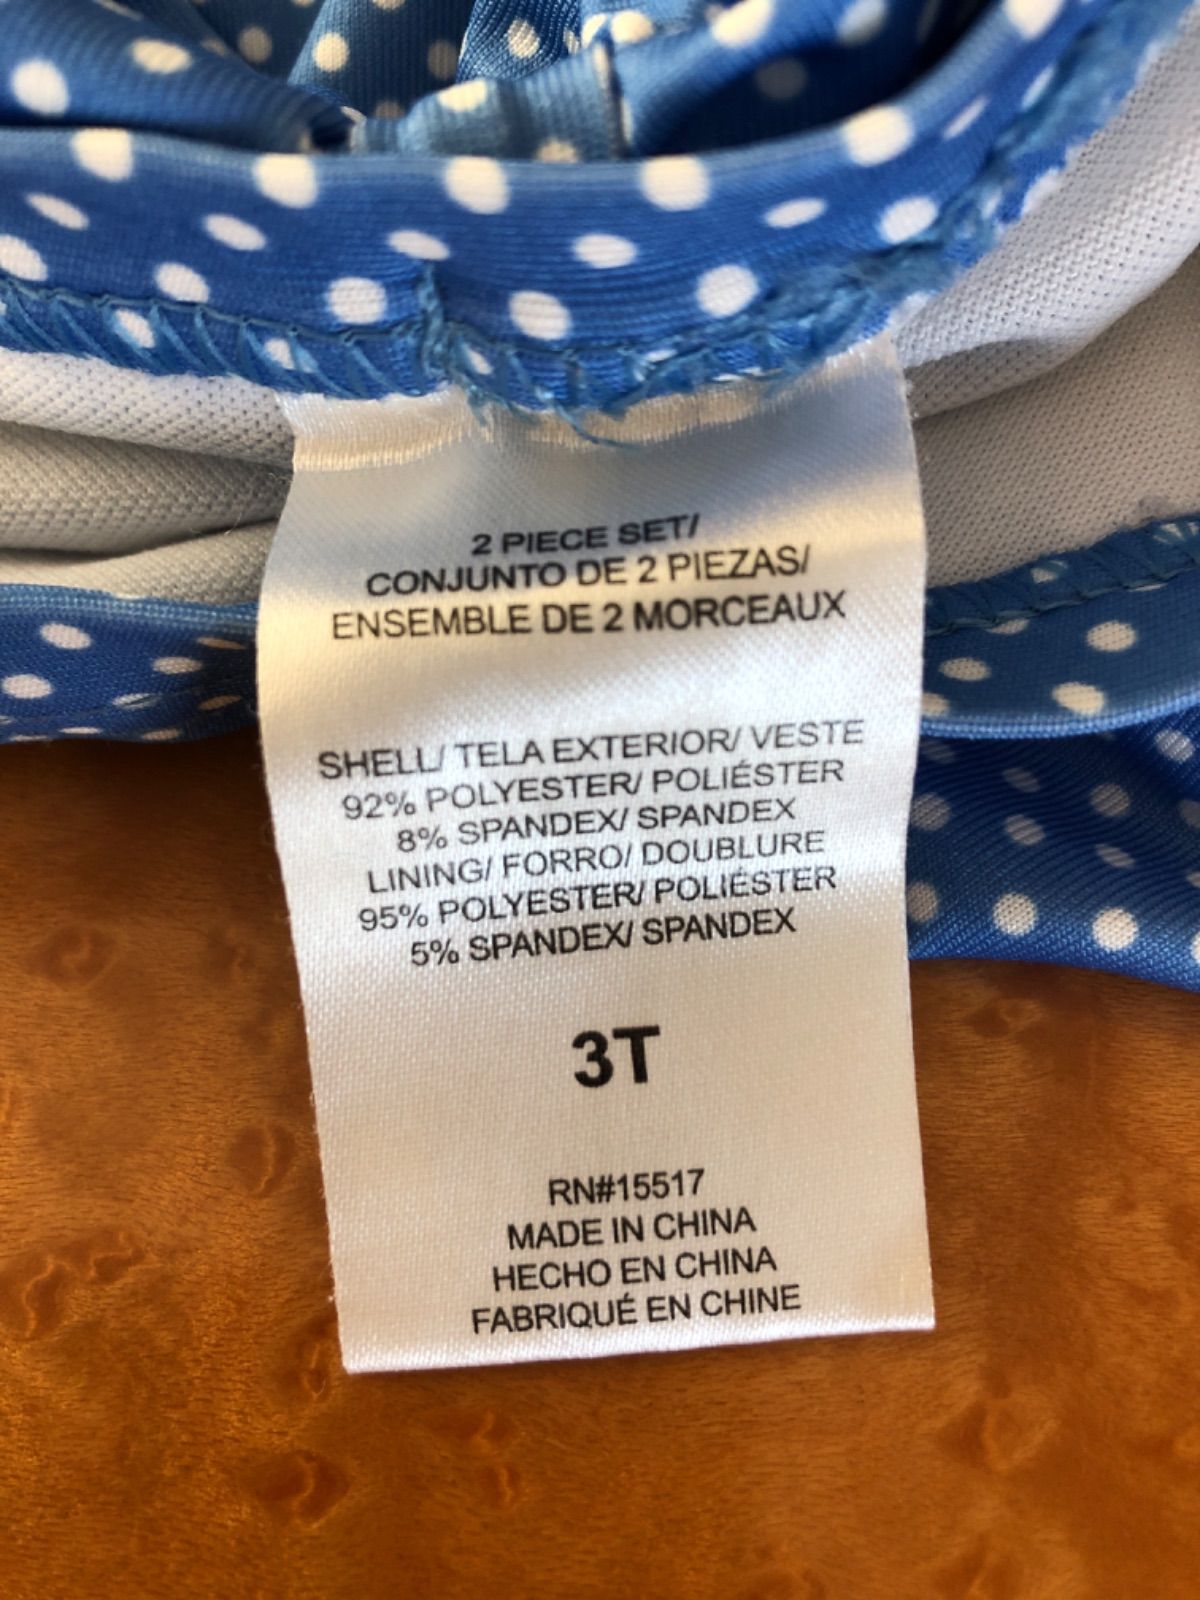 2 PIECE SET/
CONJUNTO DE 2 PIEZAS/
ENSEMBLE DE 2 MORCEAUX
SHELL/ TELA EXTERIOR/ VESTE
92% POLYESTER/ POLIÉSTER
8% SPANDEX/ SPANDEX
LINING/ FORRO/ DOUBLURE
95% POLYESTER/ POLIÉSTER
5% SPANDEX/ SPANDEX
3T
RN#15517
MADE IN CHINA
HECHO EN CHINA
FABRIQUÉ EN CHINE